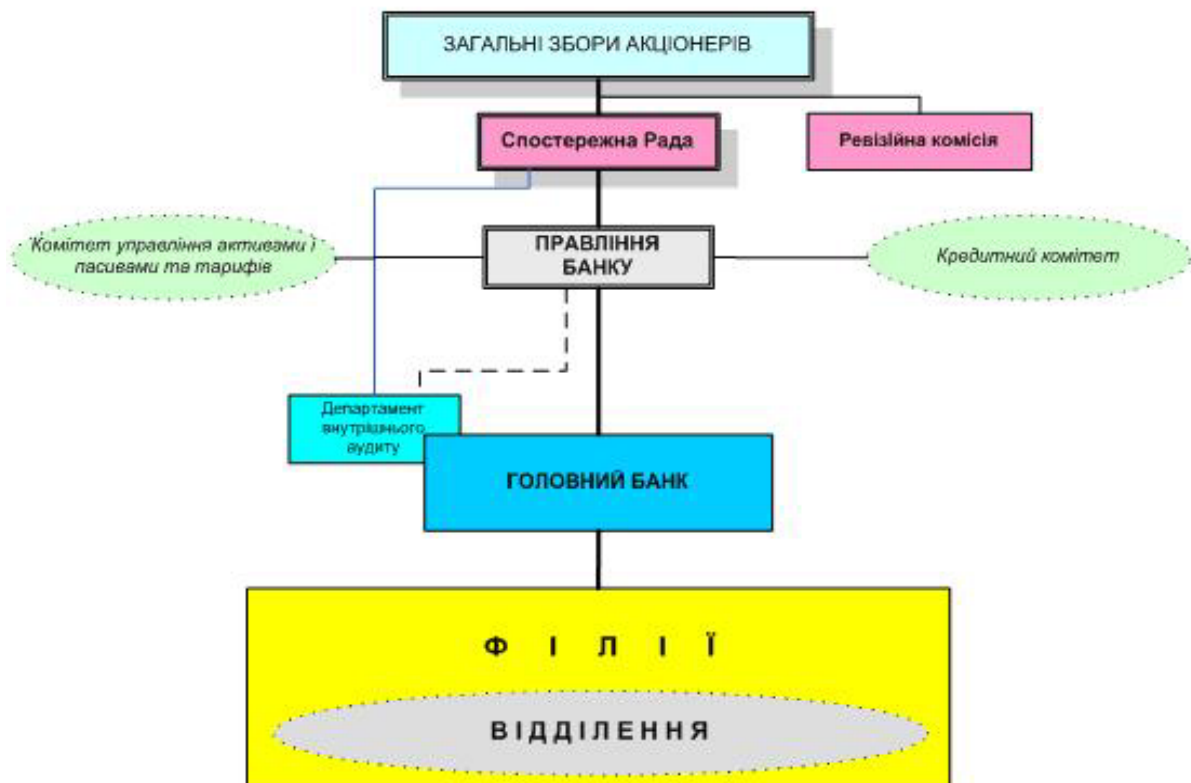 ЗАГАЛЬНІ ЗБОРИ АКЦІОНЕРІВ
Спостережна Рада
Ревізійна комісія
Комітет управління активами і
пасивами та тарифів
ПРАВЛІННЯ
БАНКУ
Кредитний комітет
Департамент
внутрішнього
аудиту
ГОЛОВНИЙ БАНК
Ф І Л І Ї
В І Д Д І Л Е Н Н Я